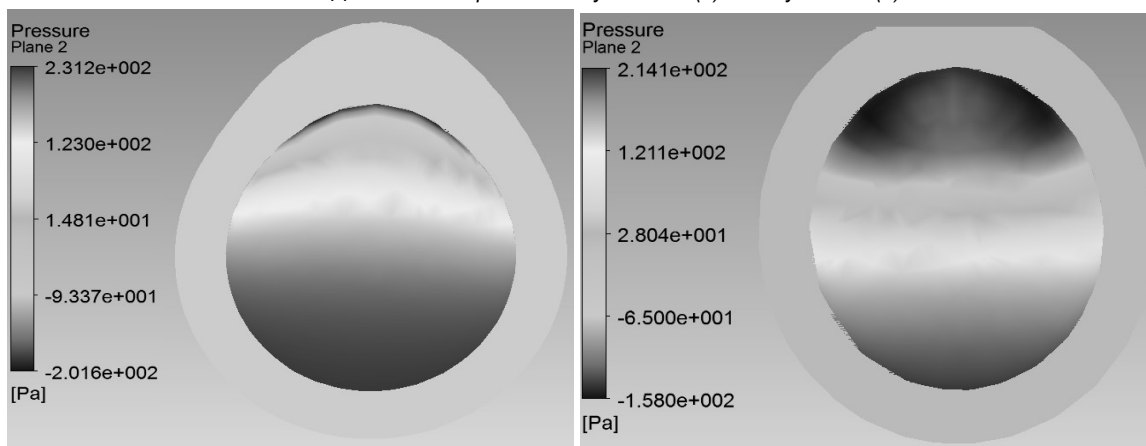 Pressure
Plane 2
2.312e+002
1.230e+002
1.481e+001
-9.337e+001
-2.016e+002
[Pa]
Pressure
Plane 2
2.141e+002
1.211e+002
2.804e+001
-6.500e+001
-1.580e+002
[Pa]